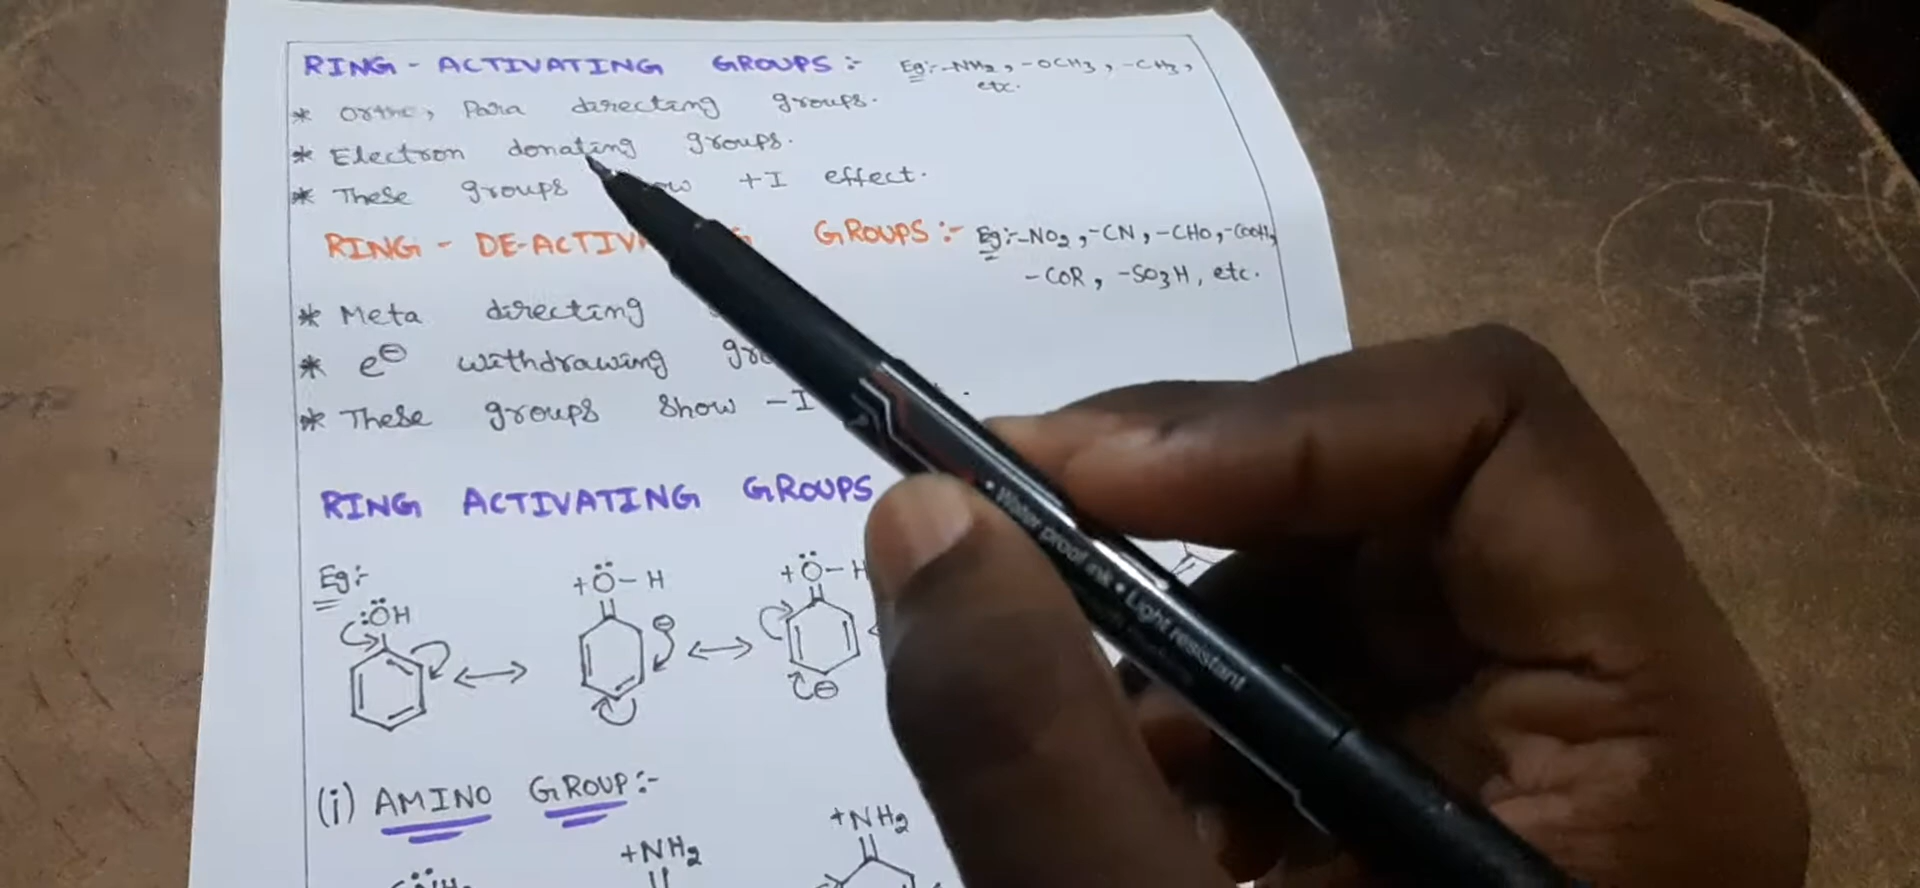 RING - ACTIVATING GROUPS :- Eg:- -NH2, -OCH3, -CH3,
etc.
* Ortho, Para directing groups.
* Electron donating groups.
* These groups +I effect.
RING - DE-ACTIV G GROUPS :- Eg:- -NO2, -CN, -CHO, -COOH,
-COR, -SO3H, etc.
* Meta directing
* e⊖ withdrawing
* These groups show -I
RING ACTIVATING GROUPS
Eg:-
:ÖH
+Ö-H
+Ö-H
⊖
⊖
(i) AMINO GROUP:-
+NH2
+NH2
• Water proof ink • Light resistant